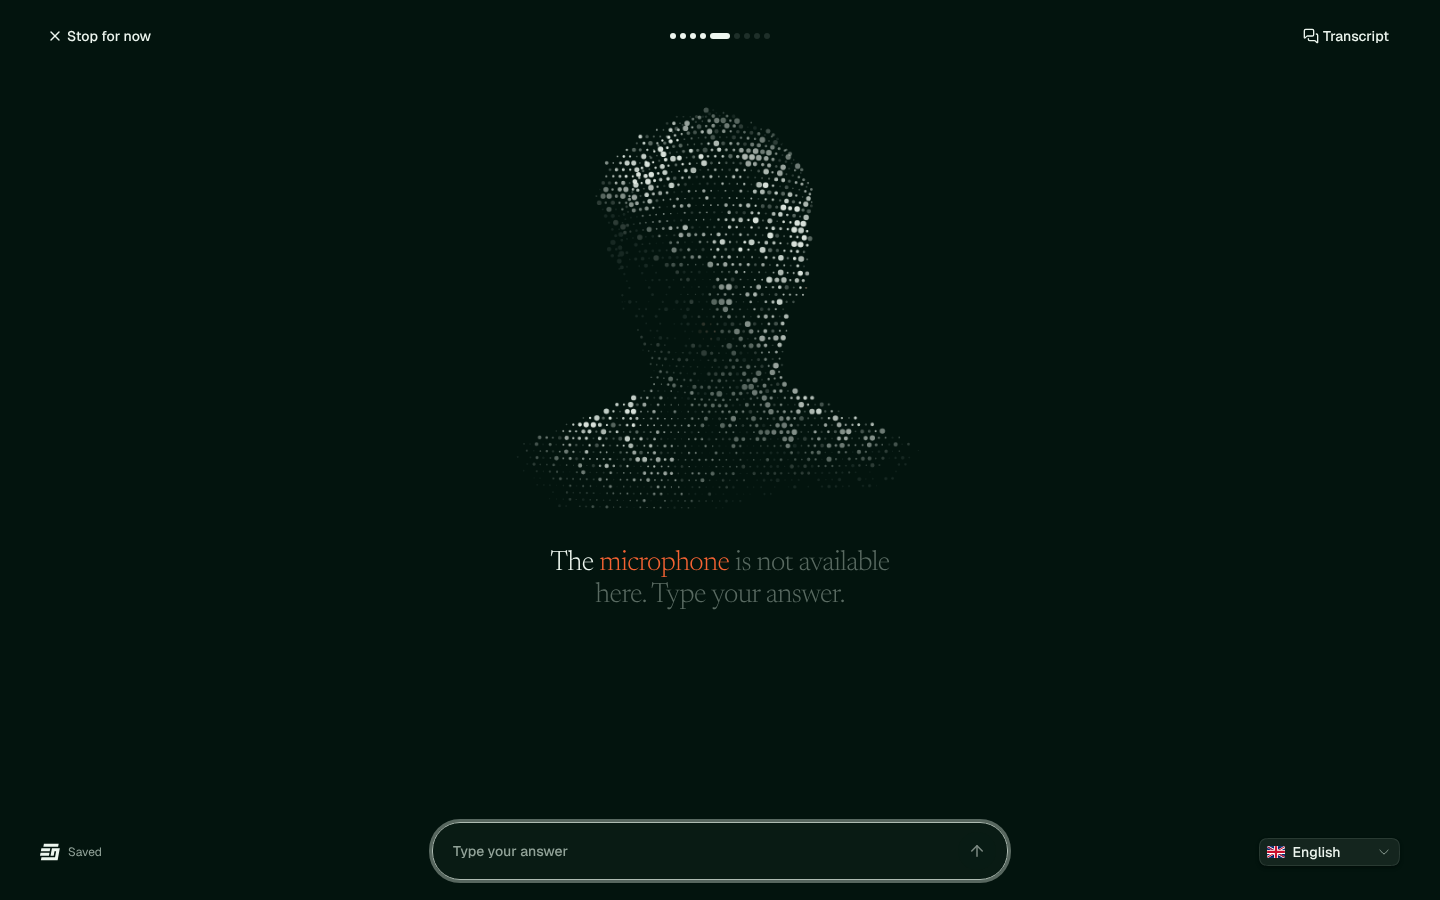 Stop for now
Transcript
The microphone is not available
here. Type your answer.
Saved
Type your answer
English